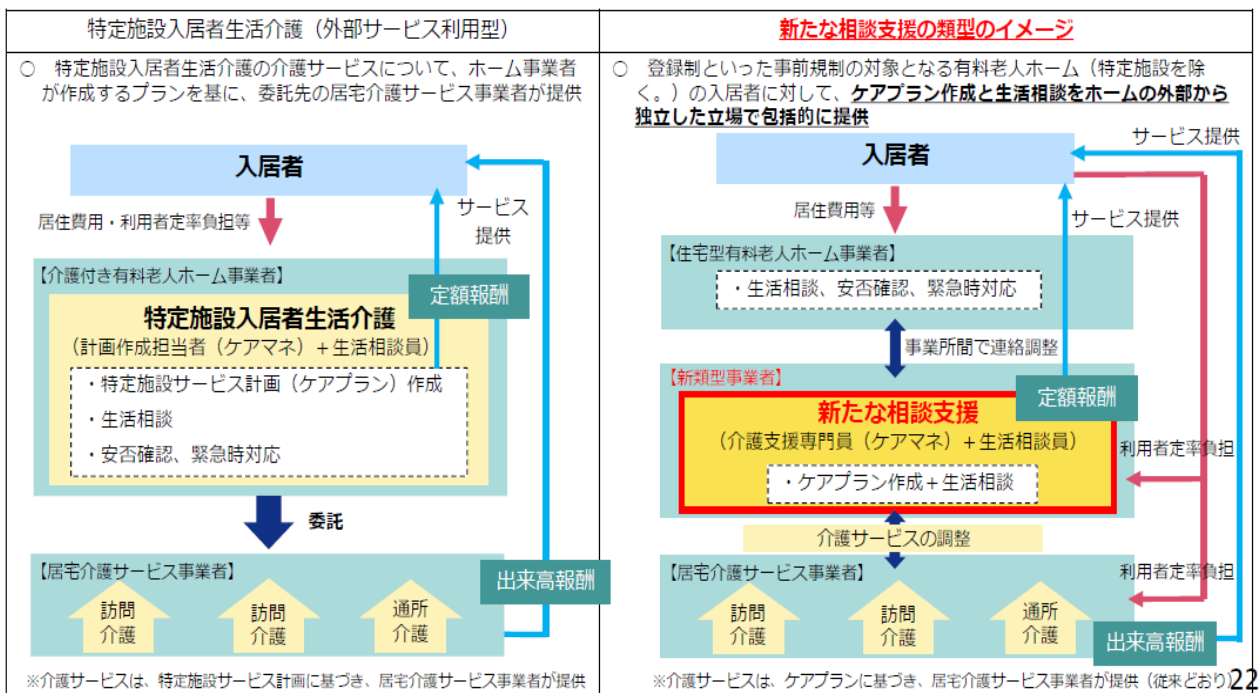 特定施設入居者生活介護（外部サービス利用型）
○ 特定施設入居者生活介護の介護サービスについて、ホーム事業者
が作成するプランを基に、委託先の居宅介護サービス事業者が提供
入居者
居住費用・利用者定率負担等
サービス
提供
【介護付き有料老人ホーム事業者】
定額報酬
特定施設入居者生活介護
（計画作成担当者（ケアマネ）＋生活相談員）
・特定施設サービス計画（ケアプラン）作成
・生活相談
・安否確認、緊急時対応
委託
【居宅介護サービス事業者】
出来高報酬
訪問
介護
訪問
介護
通所
介護
※介護サービスは、特定施設サービス計画に基づき、居宅介護サービス事業者が提供
新たな相談支援の類型のイメージ
○ 登録制といった事前規制の対象となる有料老人ホーム（特定施設を除
く。）の入居者に対して、ケアプラン作成と生活相談をホームの外部から
独立した立場で包括的に提供
サービス提供
入居者
居住費用等
サービス提供
【住宅型有料老人ホーム事業者】
・生活相談、安否確認、緊急時対応
事業所間で連絡調整
【新類型事業者】
定額報酬
新たな相談支援
（介護支援専門員（ケアマネ）＋生活相談員）
利用者定率負担
・ケアプラン作成＋生活相談
介護サービスの調整
【居宅介護サービス事業者】
利用者定率負担
訪問
介護
訪問
介護
通所
介護
出来高報酬
※介護サービスは、ケアプランに基づき、居宅介護サービス事業者が提供（従来どおり）
22